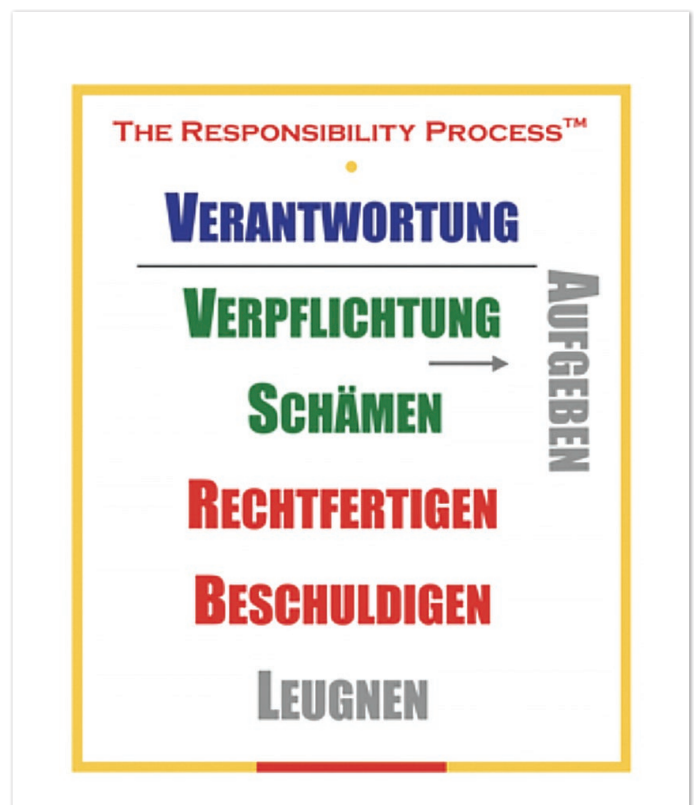 THE RESPONSIBILITY PROCESS™
VERANTWORTUNG
VERPFLICHTUNG
SCHÄMEN
AUFGEBEN
RECHTFERTIGEN
BESCHULDIGEN
LEUGNEN